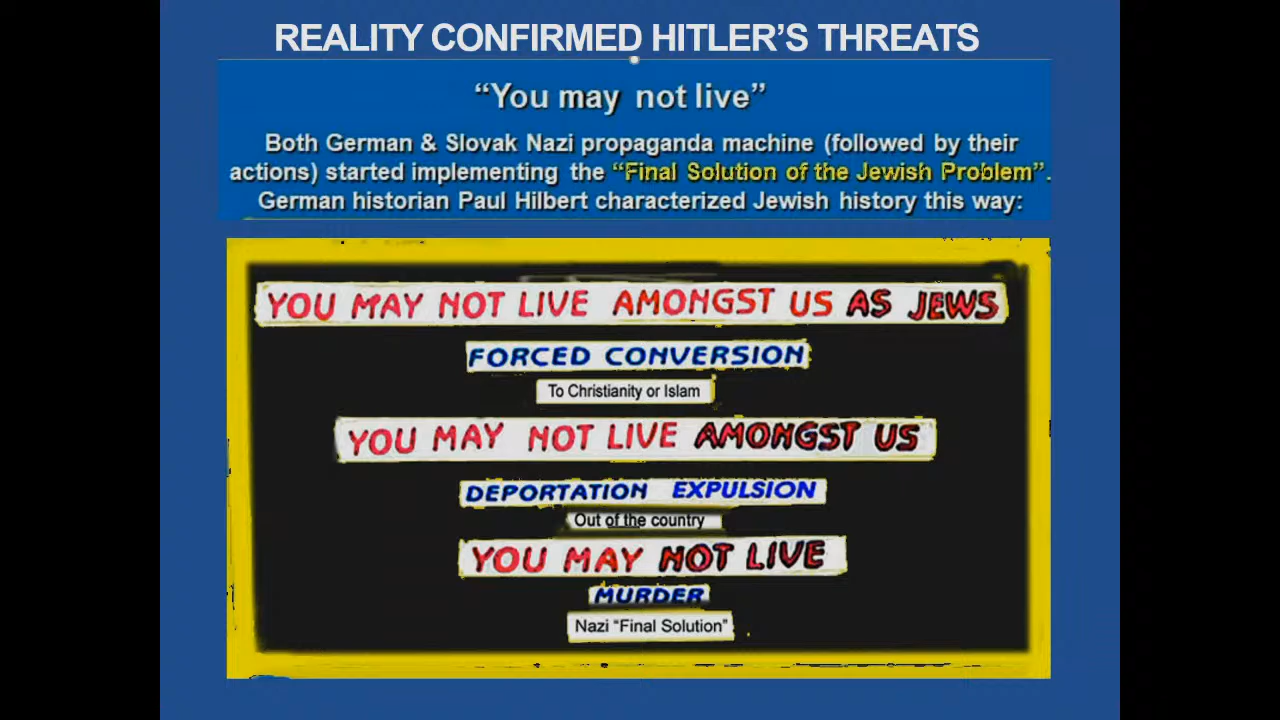 REALITY CONFIRMED HITLER'S THREATS
“You may not live”
Both German & Slovak Nazi propaganda machine (followed by their
actions) started implementing the “Final Solution of the Jewish Problem”.
German historian Paul Hilbert characterized Jewish history this way:
YOU MAY NOT LIVE AMONGST US AS JEWS
FORCED CONVERSION
To Christianity or Islam
YOU MAY NOT LIVE AMONGST US
DEPORTATION EXPULSION
Out of the country
YOU MAY NOT LIVE
MURDER
Nazi “Final Solution”